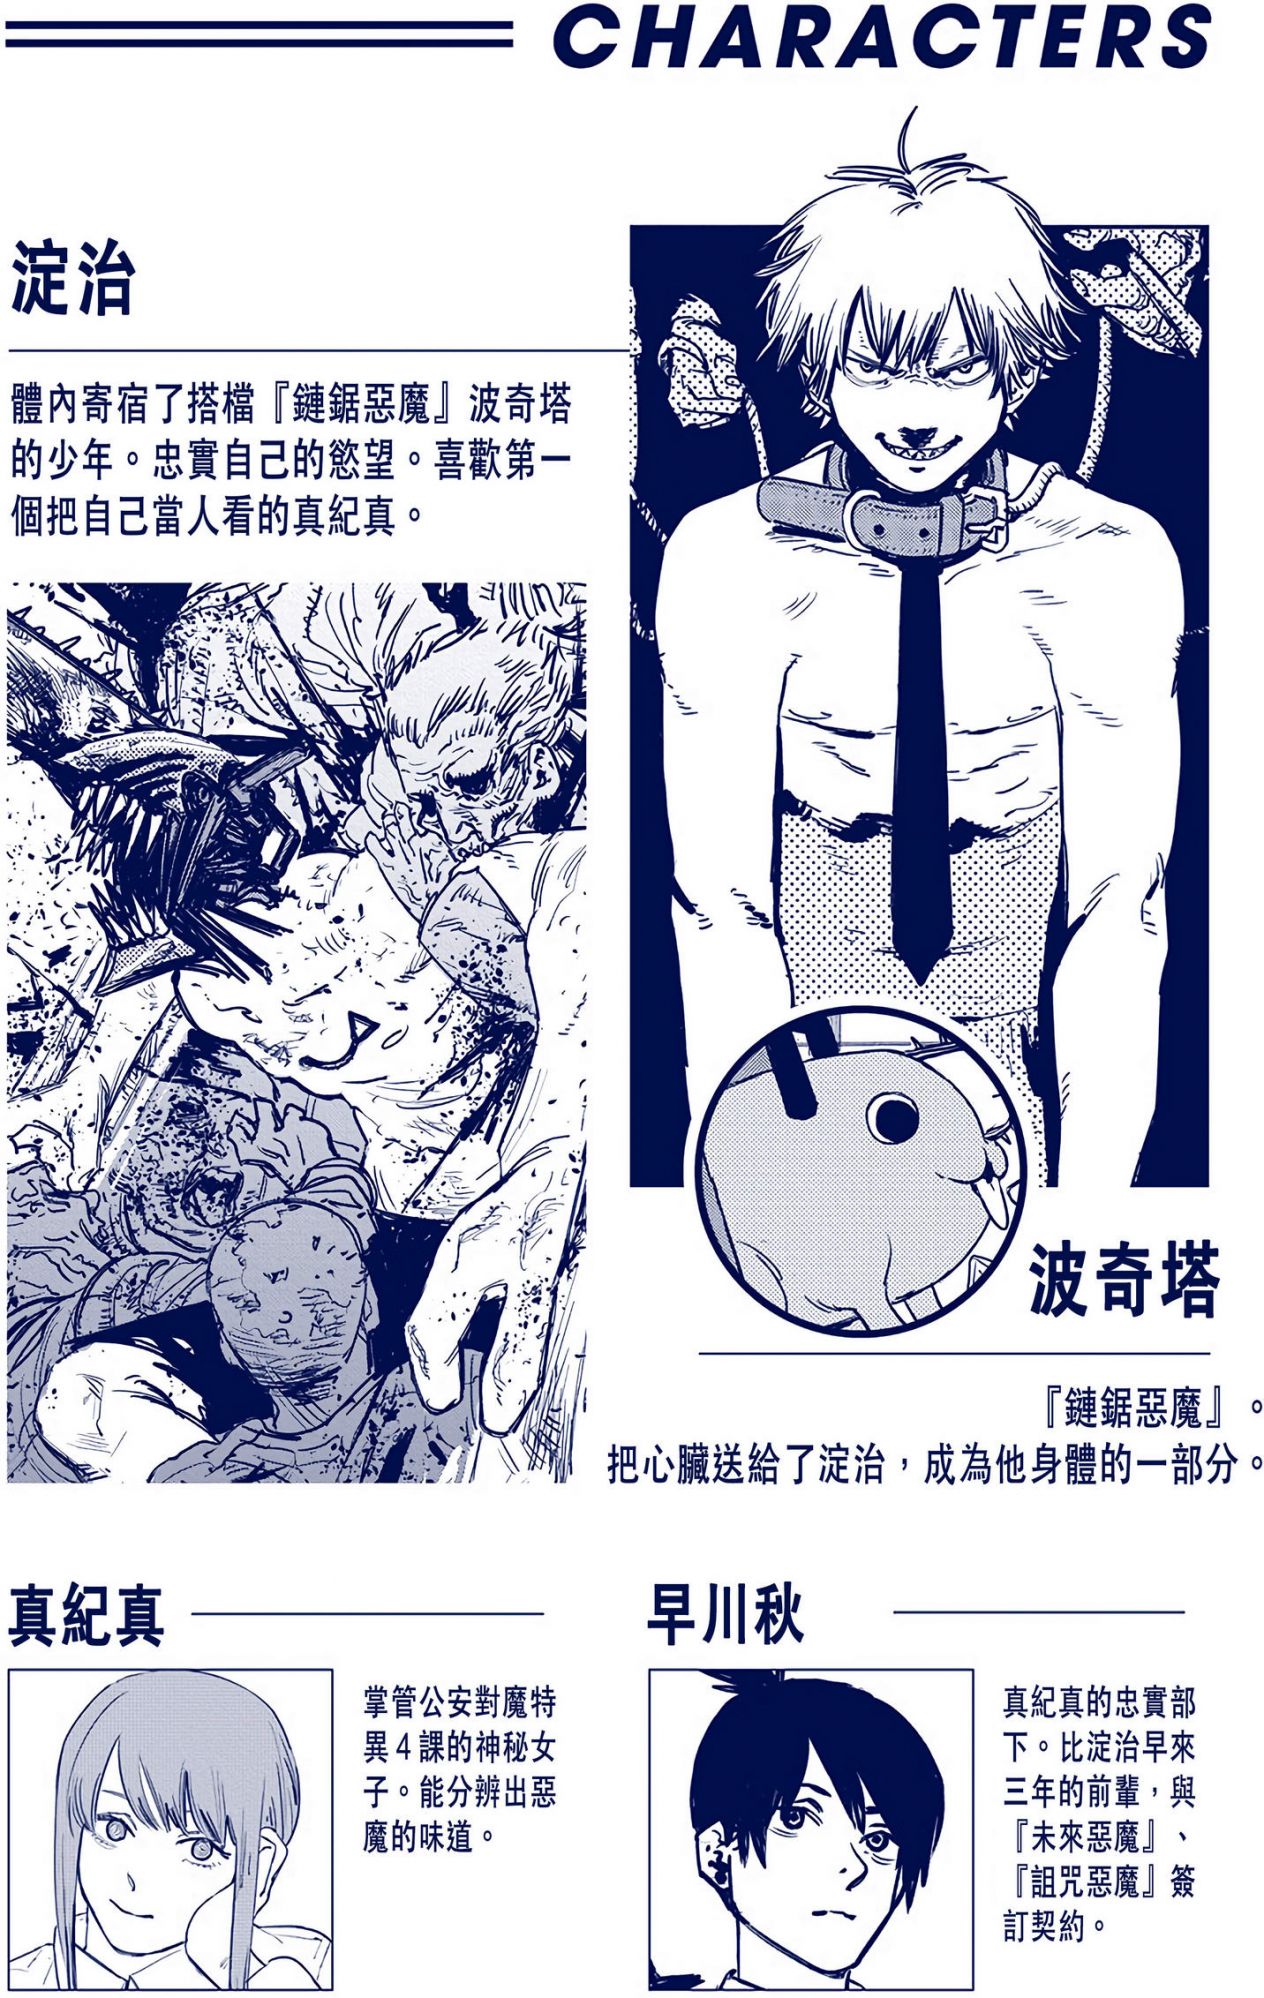 CHARACTERS
淀治
體內寄宿了搭檔『鏈鋸惡魔』波奇塔
的少年。忠實自己的慾望。喜歡第一
個把自己當人看的真紀真。
波奇塔
『鏈鋸惡魔』。
把心臟送給了淀治，成為他身體的一部分。
真紀真
掌管公安對魔特
異4課的神秘女
子。能分辨出惡
魔的味道。
早川秋
真紀真的忠實部
下。比淀治早來
三年的前輩，與
『未來惡魔』、
『詛咒惡魔』簽
訂契約。